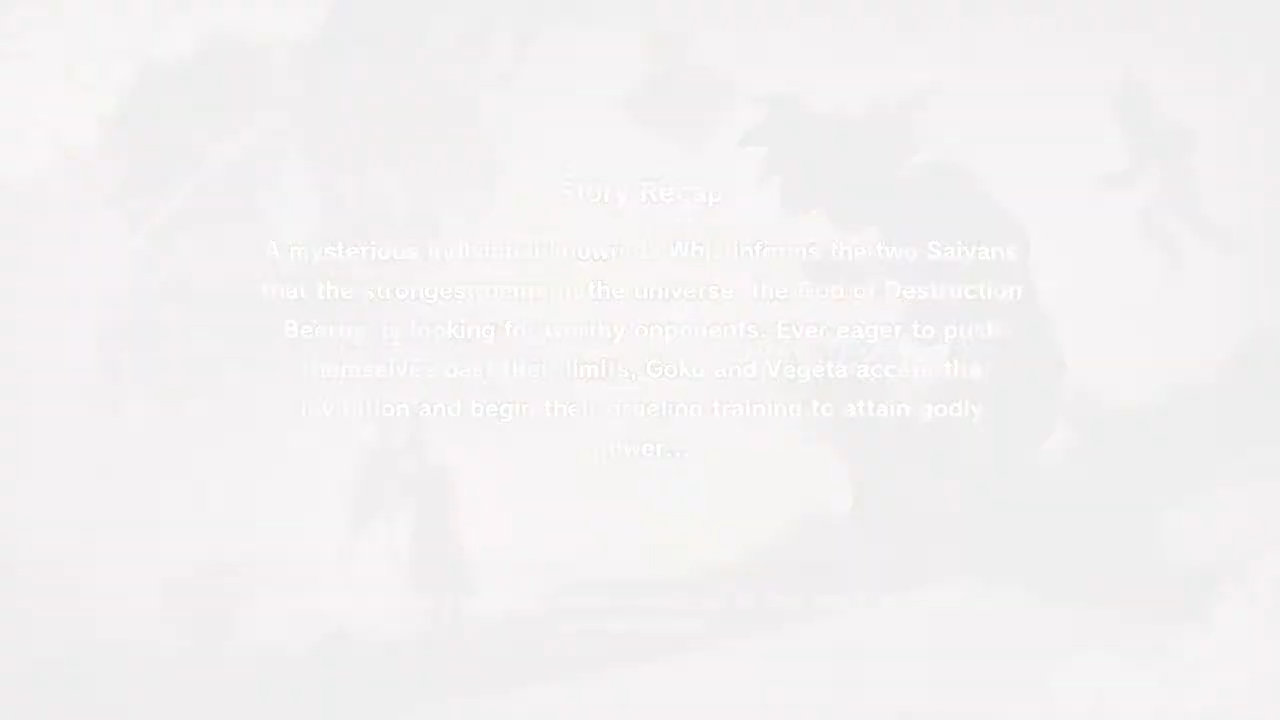 Story Recap
A mysterious individual known as Whis informs the two Saiyans
that the strongest being in the universe, the God of Destruction
Beerus, is looking for worthy opponents. Ever eager to push
themselves past their limits, Goku and Vegeta accept the
invitation and begin their grueling training to attain godly
power...